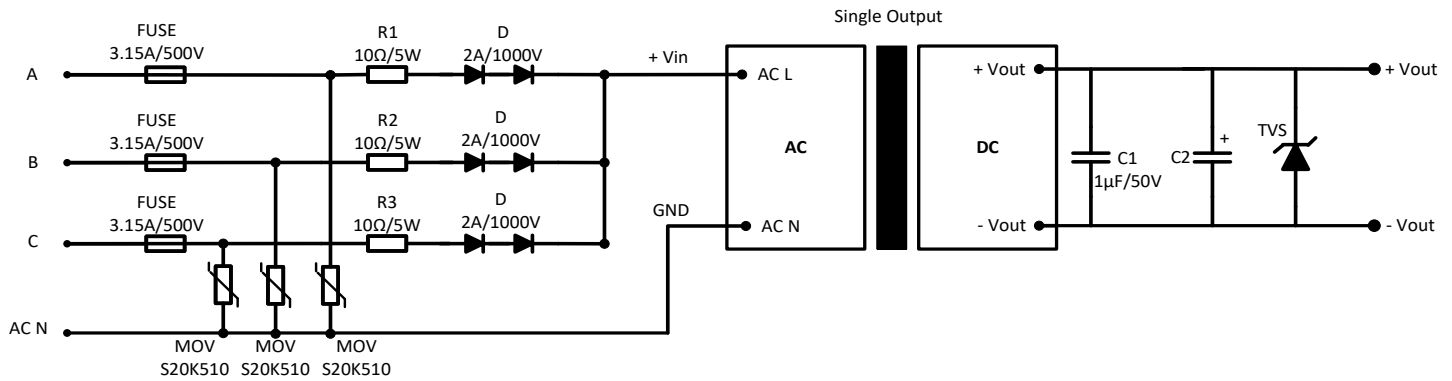 Single Output
FUSE
3.15A/500V
R1
10Ω/5W
D
2A/1000V
A
+ Vin
AC L
+ Vout
+ Vout
FUSE
3.15A/500V
R2
10Ω/5W
D
2A/1000V
B
AC
DC
C1
1µF/50V
C2
+
TVS
FUSE
3.15A/500V
R3
10Ω/5W
D
2A/1000V
C
GND
AC N
- Vout
- Vout
AC N
MOV
S20K510
MOV
S20K510
MOV
S20K510